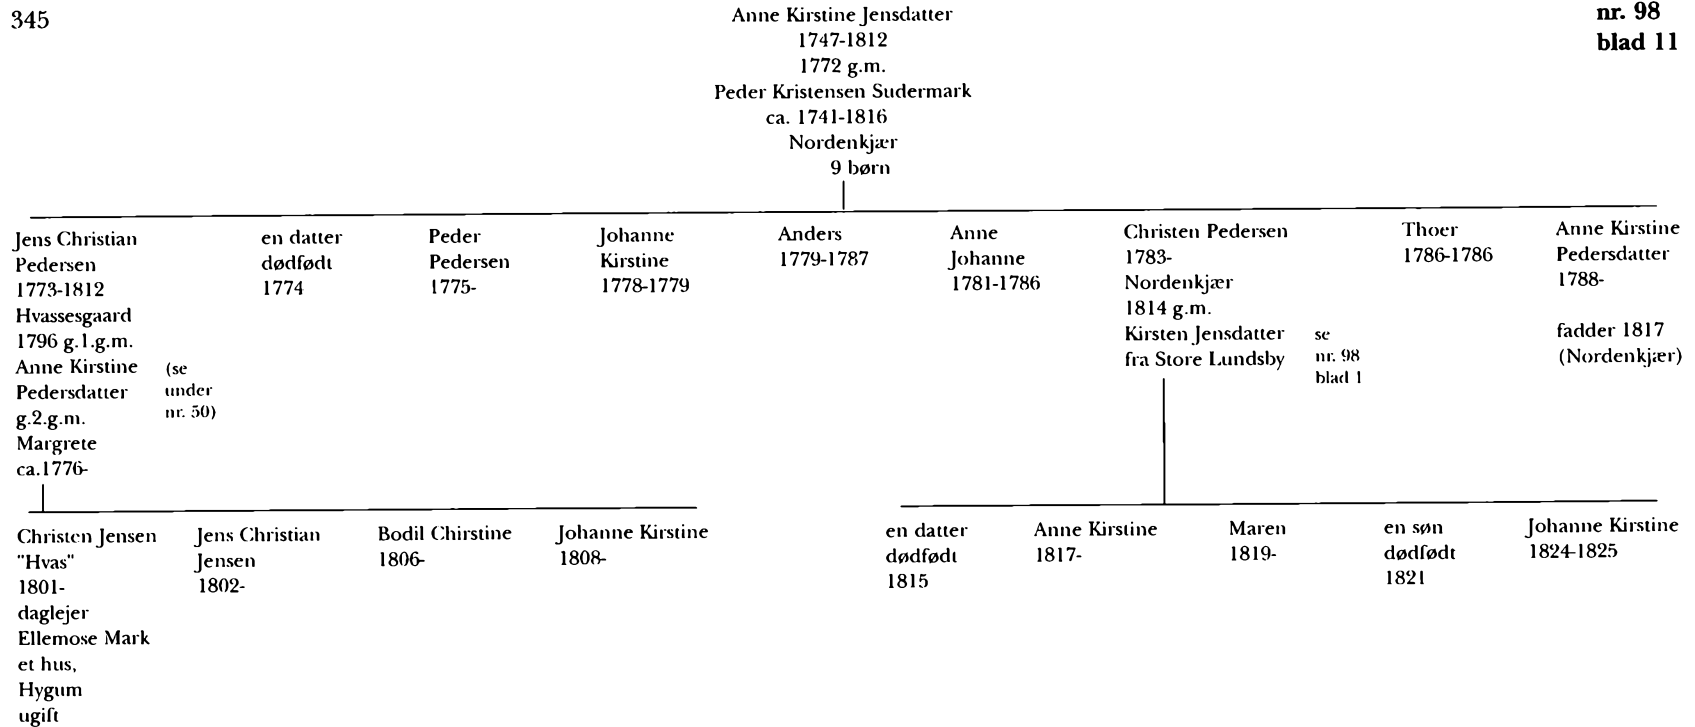 345
nr. 98
blad 11
Anne Kirstine Jensdatter
1747-1812
1772 g.m.
Peder Kristensen Sudermark
ca. 1741-1816
Nordenkjær
9 børn
Jens Christian
Pedersen
1773-1812
Hvassesgaard
1796 g.1.g.m.
Anne Kirstine
Pedersdatter
g.2.g.m.
Margrete
ca.1776-
(se
under
nr. 50)
en datter
dødfødt
1774
Peder
Pedersen
1775-
Johanne
Kirstine
1778-1779
Anders
1779-1787
Anne
Johanne
1781-1786
Christen Pedersen
1783-
Nordenkjær
1814 g.m.
Kirsten Jensdatter
fra Store Lundsby
se
nr. 98
blad 1
Thoer
1786-1786
Anne Kirstine
Pedersdatter
1788-
fadder 1817
(Nordenkjær)
Christen Jensen
"Hvas"
1801-
daglejer
Ellemose Mark
et hus,
Hygum
ugift
Jens Christian
Jensen
1802-
Bodil Chirstine
1806-
Johanne Kirstine
1808-
en datter
dødfødt
1815
Anne Kirstine
1817-
Maren
1819-
en søn
dødfødt
1821
Johanne Kirstine
1824-1825